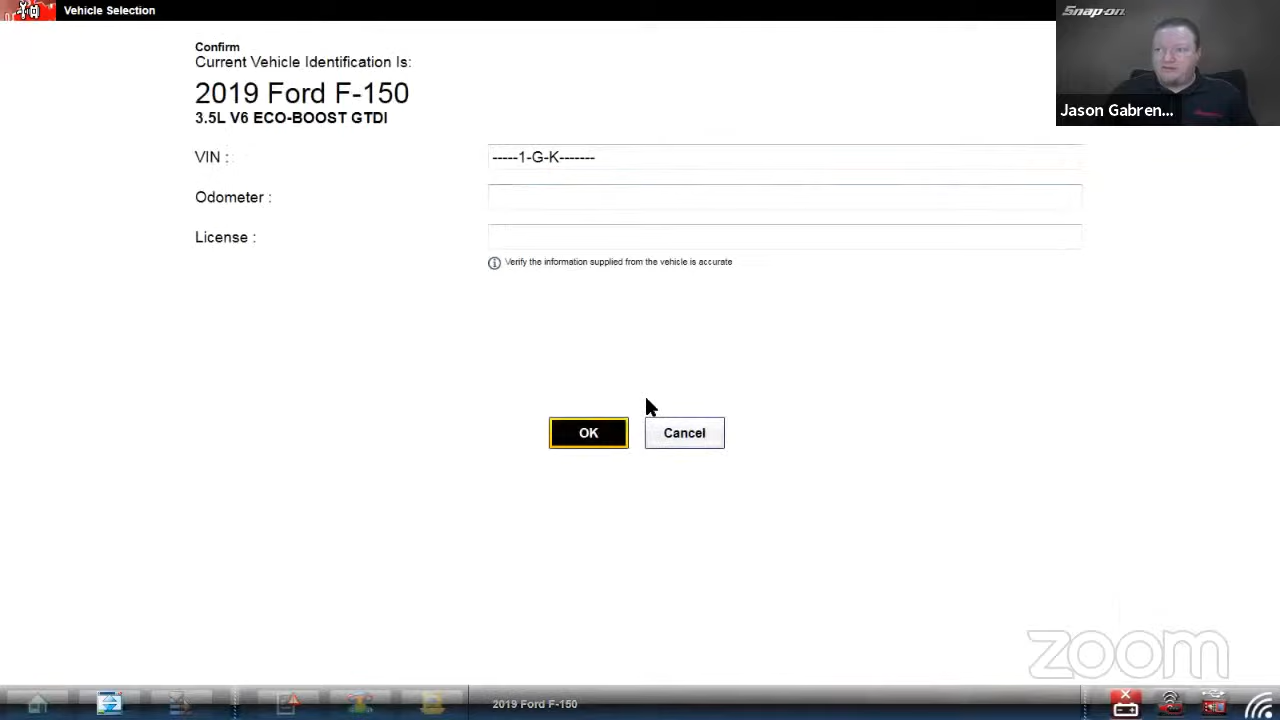 Vehicle Selection
Snap-on
Confirm
Current Vehicle Identification Is:
2019 Ford F-150
3.5L V6 ECO-BOOST GTDI
Jason Gabren...
VIN : -----1-G-K-------
Odometer :
License :
Verify the information supplied from the vehicle is accurate
OK Cancel
zoom
2019 Ford F-150